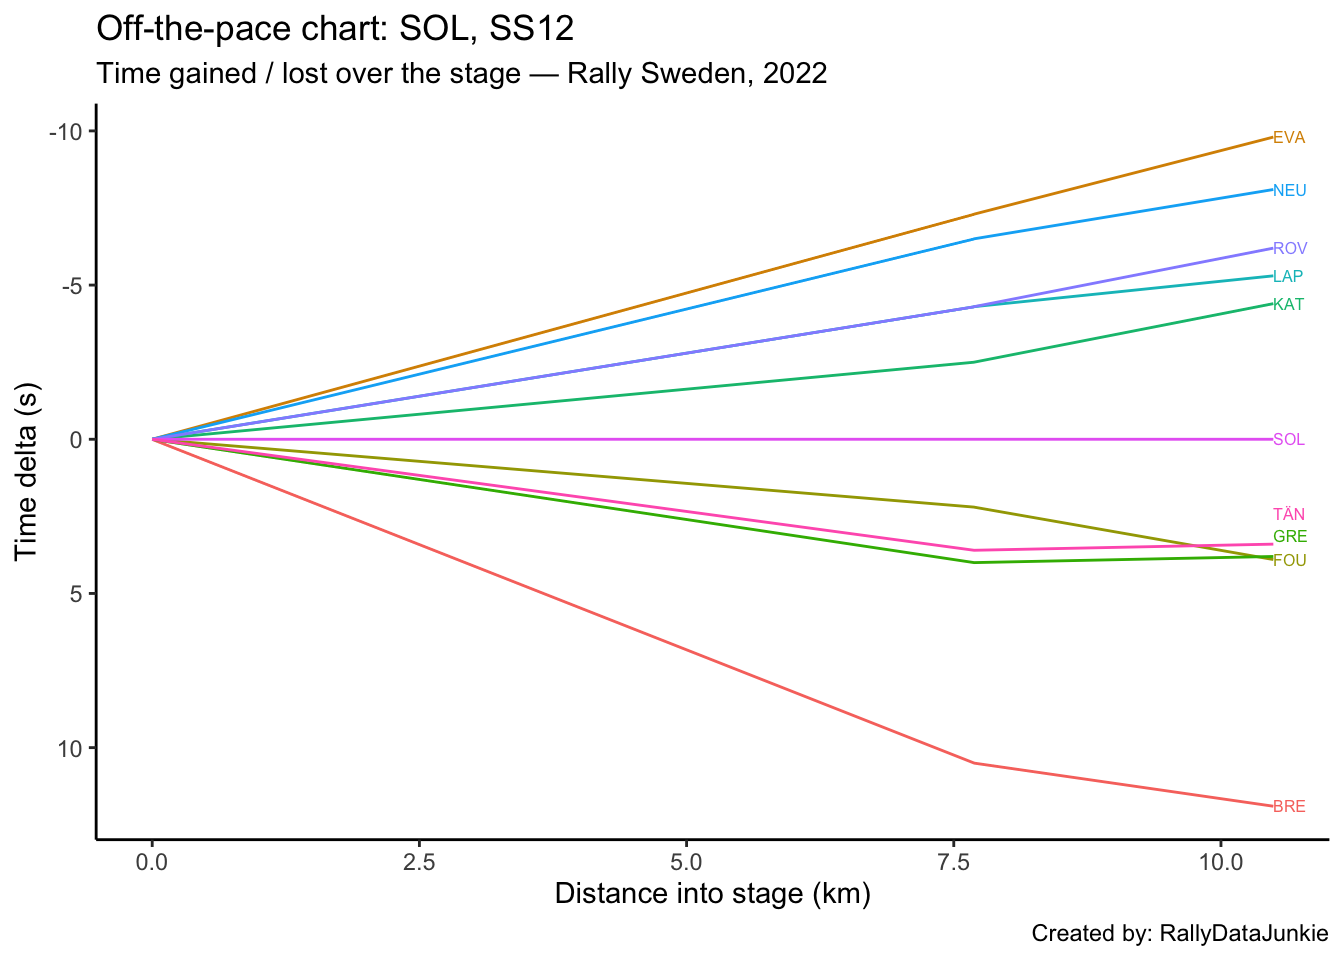 Off-the-pace chart: SOL, SS12
Time gained / lost over the stage — Rally Sweden, 2022
-10
-5
0
5
10
Time delta (s)
EVA
NEU
ROV
LAP
KAT
SOL
TÄN
GRE
FOU
BRE
0.0 2.5 5.0 7.5 10.0
Distance into stage (km)
Created by: RallyDataJunkie